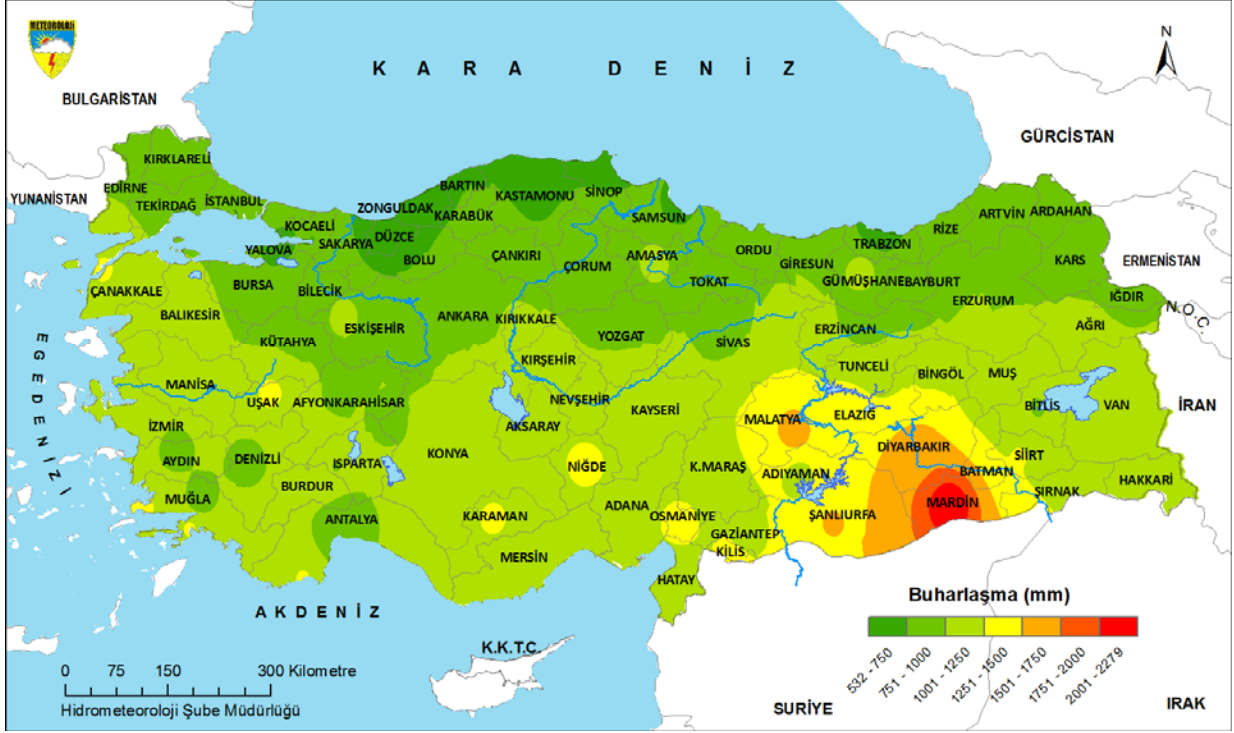 METEOROLOJİ
N
K A R A D E N İ Z
BULGARİSTAN
GÜRCİSTAN
YUNANİSTAN
ERMENİSTAN
N.Ö.Ç.
İRAN
E G E D E N İ Z İ
KIRKLARELİ
EDİRNE
TEKİRDAĞ
İSTANBUL
KOCAELİ
YALOVA
SAKARYA
ZONGULDAK
DÜZCE
BARTIN
KARABÜK
BOLU
KASTAMONU
SİNOP
SAMSUN
ÇANKIRI
ÇORUM
AMASYA
TOKAT
ORDU
GİRESUN
TRABZON
GÜMÜŞHANE
BAYBURT
RİZE
ARTVİN
ARDAHAN
KARS
IĞDIR
ERZURUM
AĞRI
ÇANAKKALE
BALIKESİR
BURSA
BİLECİK
ESKİŞEHİR
KÜTAHYA
ANKARA
KIRIKKALE
YOZGAT
SİVAS
ERZİNCAN
TUNCELİ
BİNGÖL
MUŞ
BİTLİS
VAN
MANİSA
UŞAK
AFYONKARAHİSAR
KIRŞEHİR
NEVŞEHİR
KAYSERİ
AKSARAY
MALATYA
ELAZIĞ
DİYARBAKIR
BATMAN
SİİRT
ŞIRNAK
HAKKARİ
İZMİR
AYDIN
DENİZLİ
ISPARTA
BURDUR
KONYA
NİĞDE
K.MARAŞ
ADIYAMAN
ŞANLIURFA
MARDİN
MUĞLA
ANTALYA
KARAMAN
MERSİN
ADANA
OSMANİYE
GAZİANTEP
KİLİS
HATAY
A K D E N İ Z
K.K.T.C.
SURİYE
IRAK
Buharlaşma (mm)
532 - 750
751 - 1000
1001 - 1250
1251 - 1500
1501 - 1750
1751 - 2000
2001 - 2279
0 75 150 300 Kilometre
Hidrometeoroloji Şube Müdürlüğü